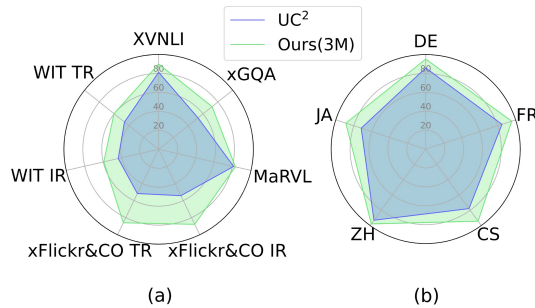 UC²
Ours(3M)
XVNLI
xGQA
MaRVL
xFlickr&CO IR
xFlickr&CO TR
WIT IR
WIT TR
80
60
40
20
(a)
DE
FR
CS
ZH
JA
80
60
40
20
(b)